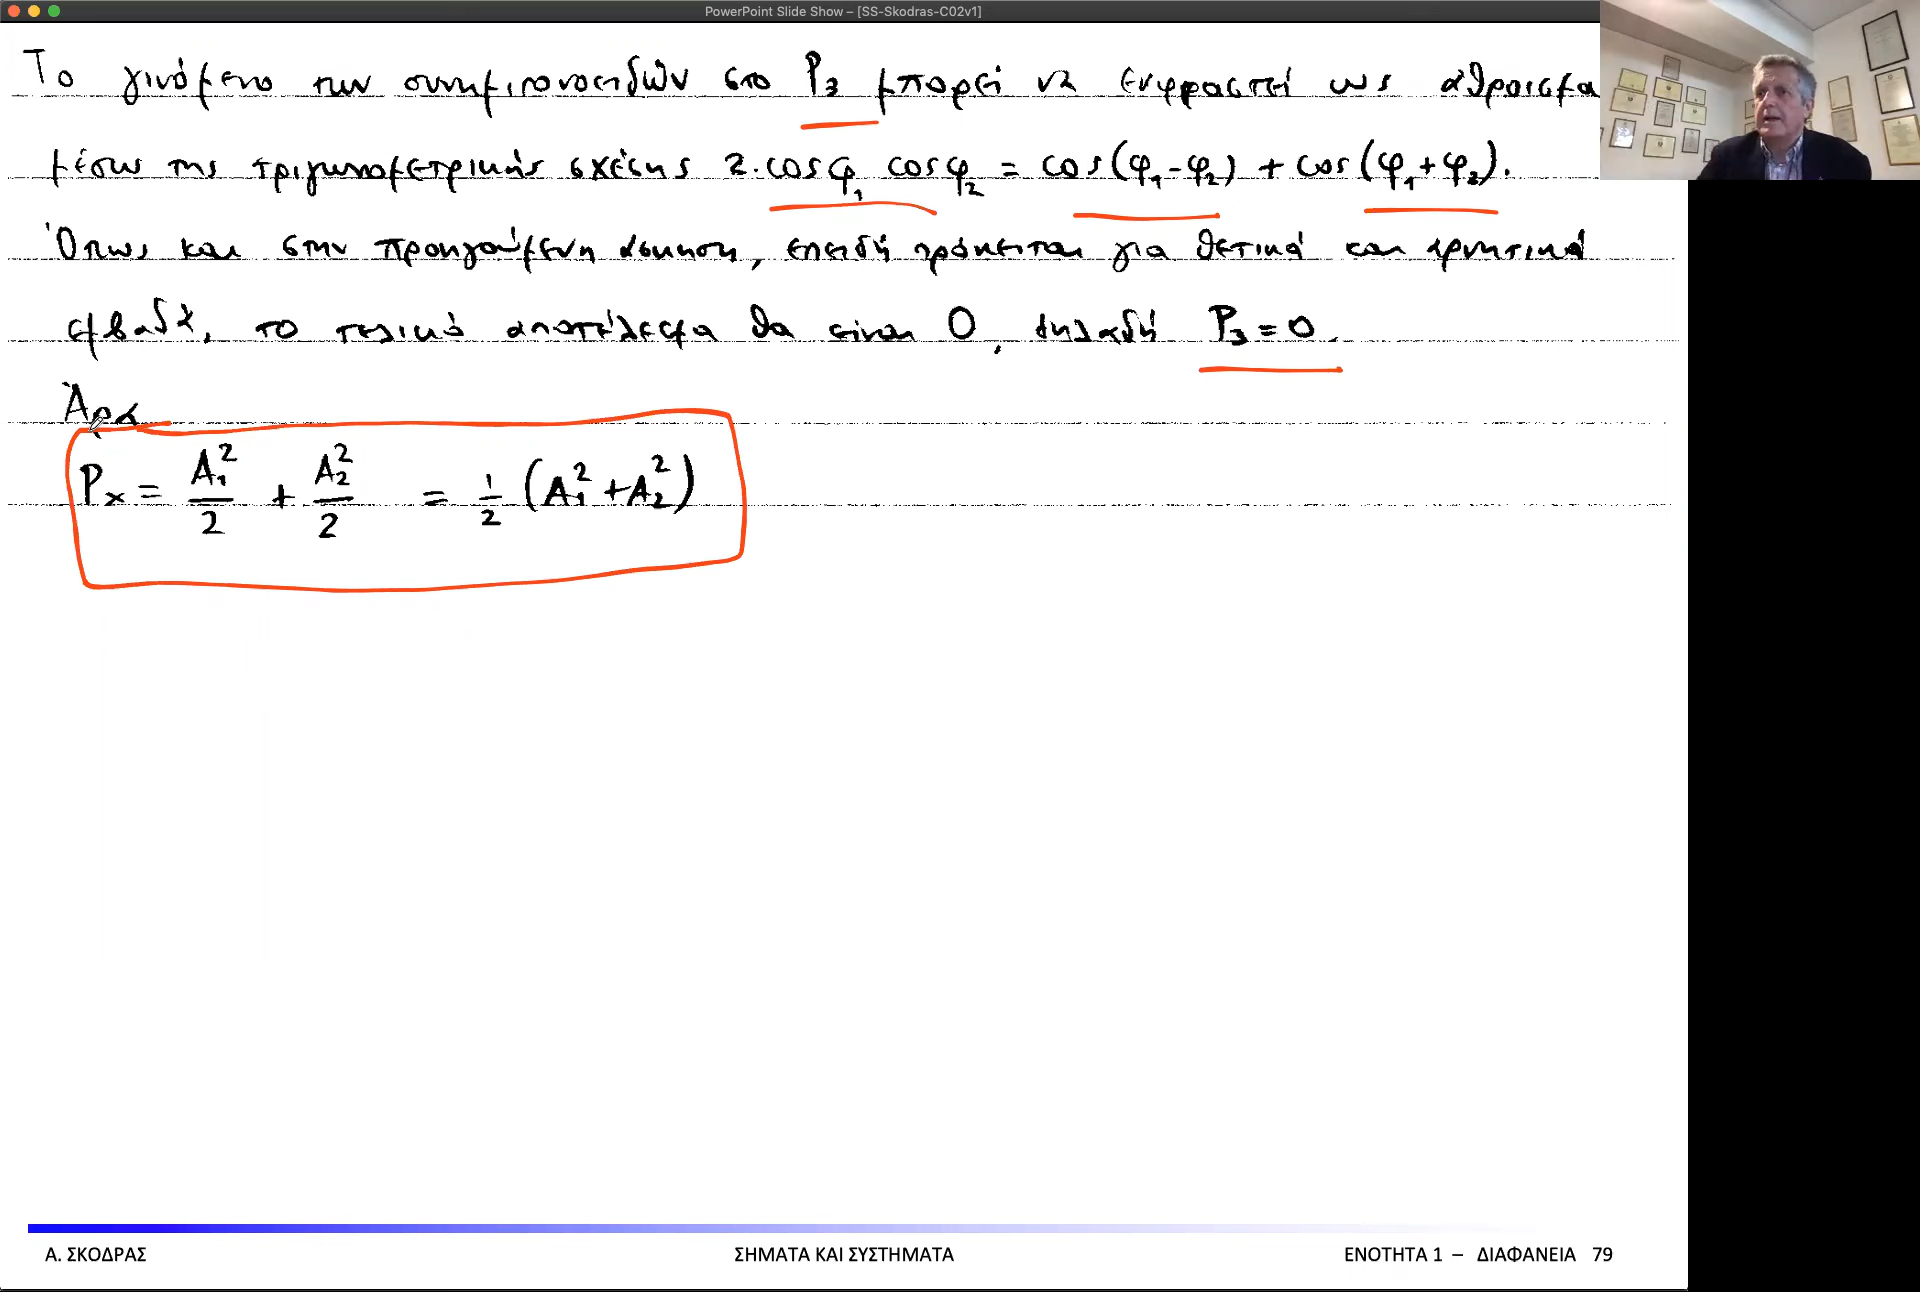 PowerPoint Slide Show – [SS-Skodras-C02v1]
Το γινόμενο των συνημιτονοειδών στο P₃ μπορεί να εκφραστεί ως άθροισμα
μέσω της τριγωνομετρικής σχέσης 2·cosφ₁ cosφ₂ = cos(φ₁-φ₂) + cos(φ₁+φ₂).
Όπως και στην προηγούμενη άσκηση, επειδή πρόκειται για θετικά και αρνητικά
εμβαδά, το τελικό αποτέλεσμα θα είναι 0, δηλαδή P₃=0.
Άρα
Pₓ = A₁²/2 + A₂²/2 = 1/2 (A₁²+A₂²)
Α. ΣΚΟΔΡΑΣ
ΣΗΜΑΤΑ ΚΑΙ ΣΥΣΤΗΜΑΤΑ
ΕΝΟΤΗΤΑ 1 – ΔΙΑΦΑΝΕΙΑ 79